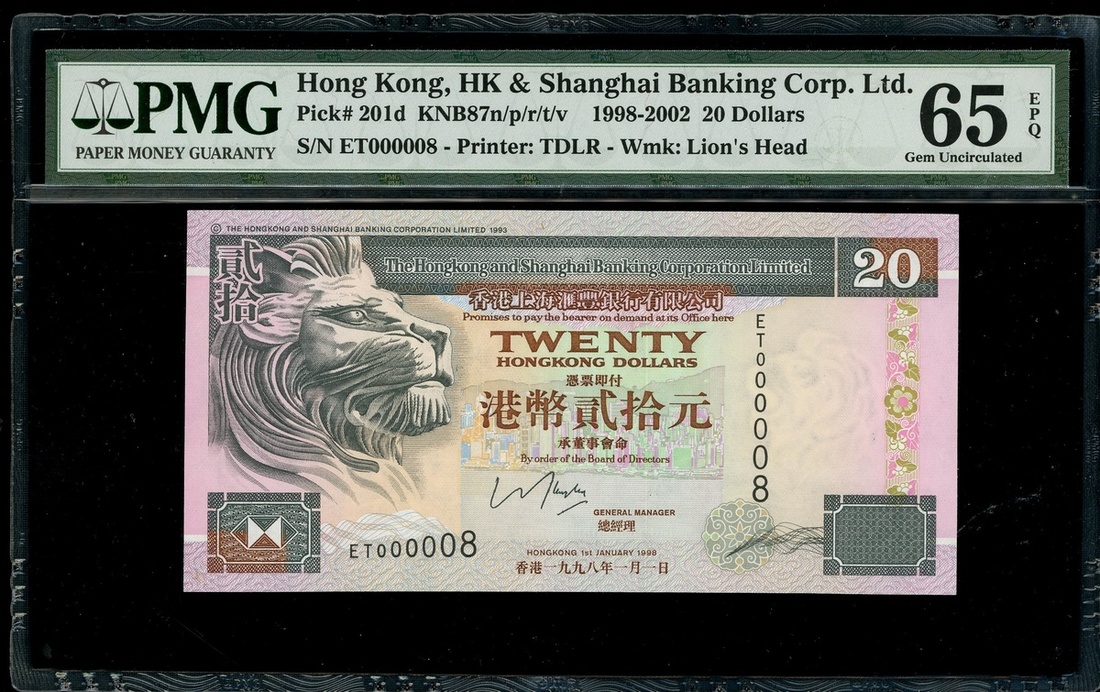 PMG
PAPER MONEY GUARANTY
Hong Kong, HK & Shanghai Banking Corp. Ltd.
Pick# 201d KNB87n/p/r/t/v 1998-2002 20 Dollars
S/N ET000008 - Printer: TDLR - Wmk: Lion's Head
65
EPQ
Gem Uncirculated
© THE HONGKONG AND SHANGHAI BANKING CORPORATION LIMITED 1993
貳拾
The Hongkong and Shanghai Banking Corporation Limited
20
香港上海滙豐銀行有限公司
Promises to pay the bearer on demand at its Office here
TWENTY
HONGKONG DOLLARS
憑票即付
港幣貳拾元
承董事會命
By order of the Board of Directors
GENERAL MANAGER
總經理
ET000008
ET000008
HONGKONG 1st JANUARY 1998
香港一九九八年一月一日